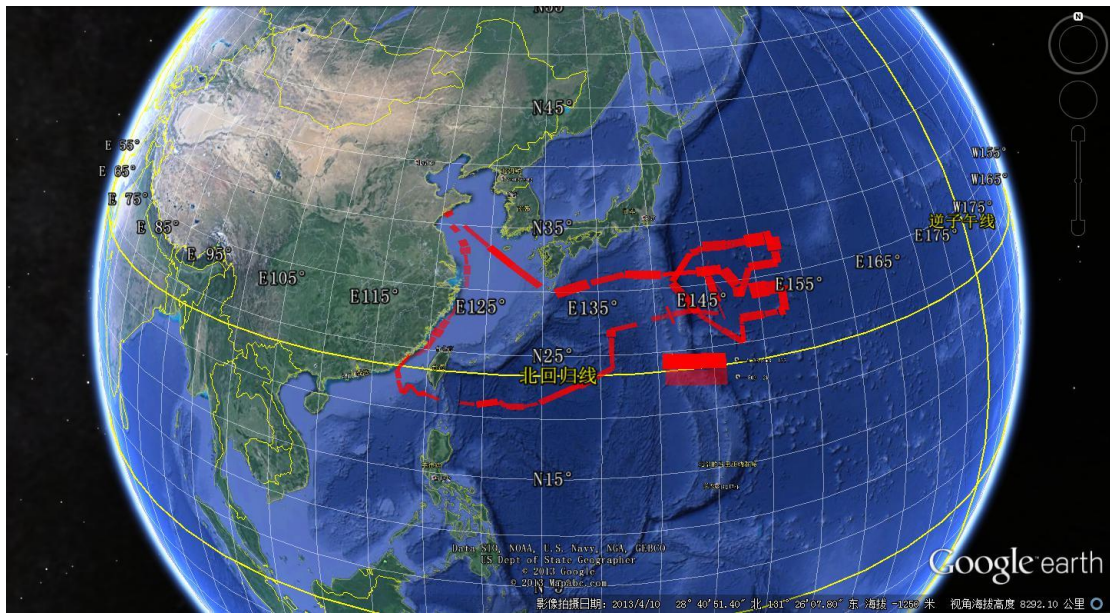 N
N45°
E 55°
W155°
E 65°
W165°
E 75°
W175°
逆子午线
E 85°
N35°
E175°
E 95°
E165°
E105°
E155°
E115°
E125°
E135°
E145°
N25°
北回归线
N15°
Data SIO, NOAA, U.S. Navy, NGA, GEBCO
US Dept of State Geographer
© 2013 Google
© 2013 Mapabc.com
Google earth
影像拍摄日期: 2013/4/10 28°40′51.40″ 北 131°26′07.80″ 东 海拔 -1256 米 视角海拔高度 8292.10 公里